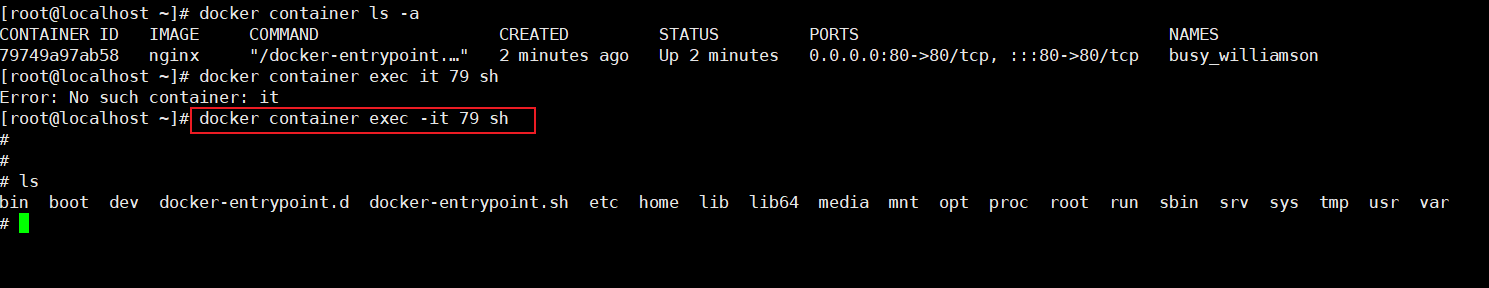 [root@localhost ~]# docker container ls -a
CONTAINER ID   IMAGE     COMMAND                  CREATED         STATUS         PORTS                               NAMES
79749a97ab58   nginx     "/docker-entrypoint.…"   2 minutes ago   Up 2 minutes   0.0.0.0:80->80/tcp, :::80->80/tcp   busy_williamson
[root@localhost ~]# docker container exec it 79 sh
Error: No such container: it
[root@localhost ~]# docker container exec -it 79 sh
#
#
# ls
bin  boot  dev  docker-entrypoint.d  docker-entrypoint.sh  etc  home  lib  lib64  media  mnt  opt  proc  root  run  sbin  srv  sys  tmp  usr  var
#